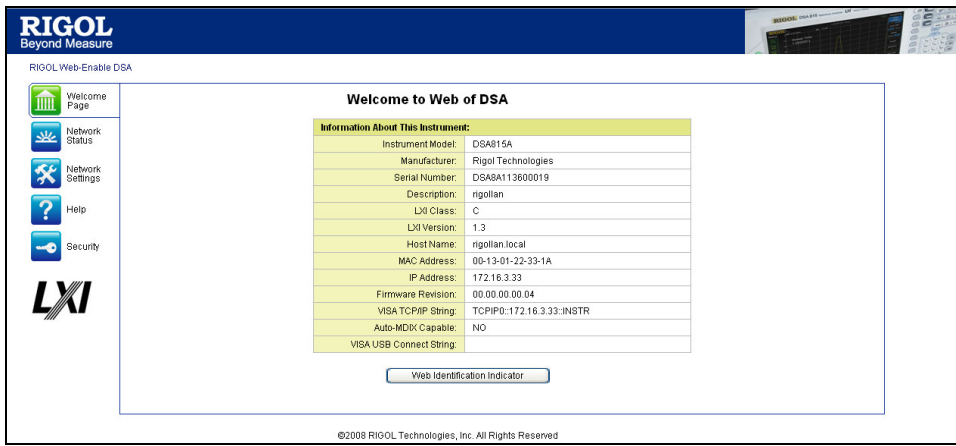 RIGOL
Beyond Measure
RIGOL Web-Enable DSA
Welcome Page
Network Status
Network Settings
Help
Security
LXI
Welcome to Web of DSA
Information About This Instrument:
Instrument Model: DSA815A
Manufacturer: Rigol Technologies
Serial Number: DSA8A113600019
Description: rigollan
LXI Class: C
LXI Version: 1.3
Host Name: rigollan.local
MAC Address: 00-13-01-22-33-1A
IP Address: 172.16.3.33
Firmware Revision: 00.00.00.00.04
VISA TCP/IP String: TCPIP0::172.16.3.33::INSTR
Auto-MDIX Capable: NO
VISA USB Connect String:
Web Identification Indicator
©2008 RIGOL Technologies, Inc. All Rights Reserved